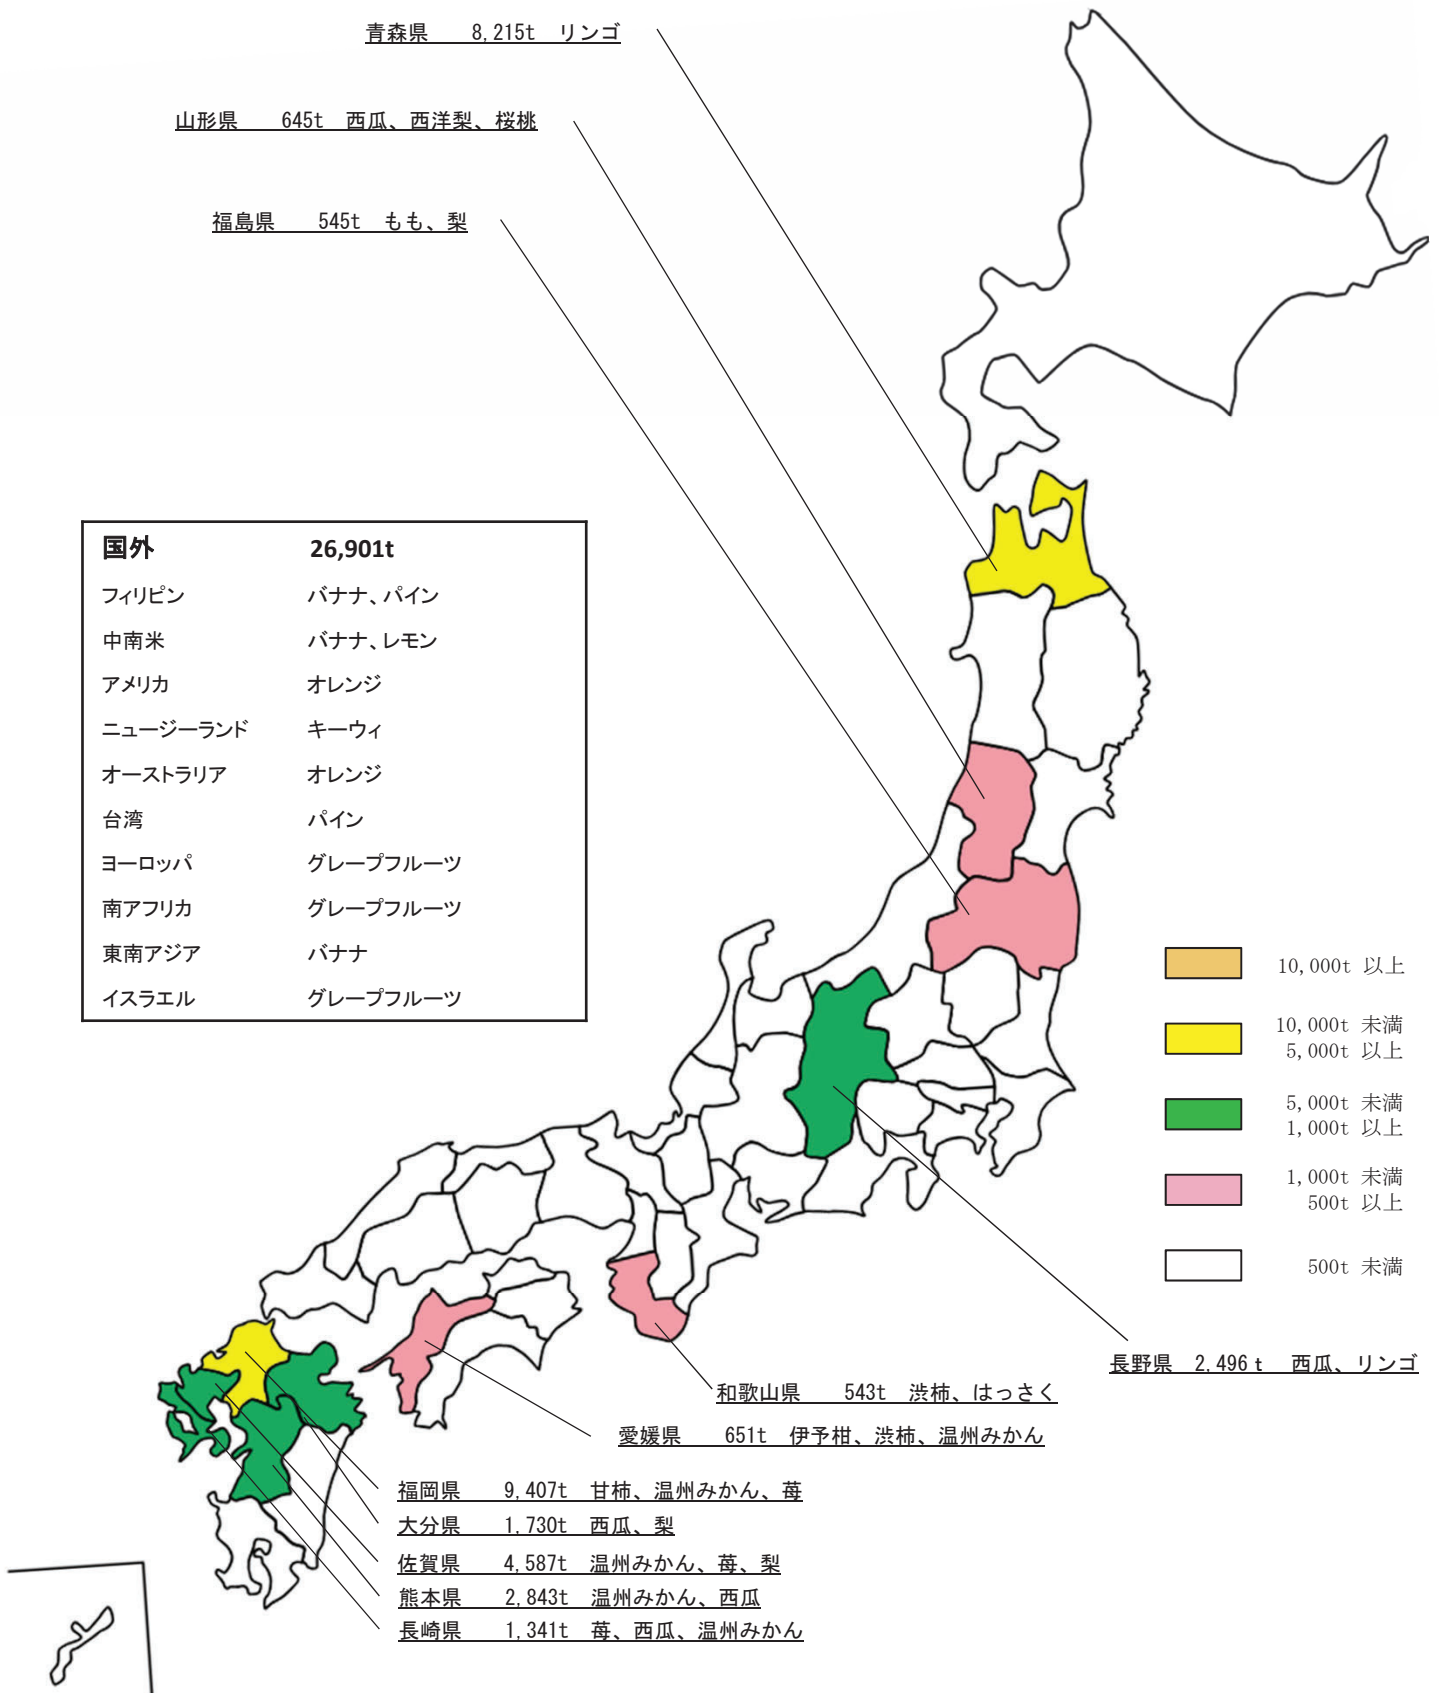 青森県 8,215t リンゴ
山形県 645t 西瓜、西洋梨、桜桃
福島県 545t もも、梨
国外 26,901t
フィリピン バナナ、パイン
中南米 バナナ、レモン
アメリカ オレンジ
ニュージーランド キーウィ
オーストラリア オレンジ
台湾 パイン
ヨーロッパ グレープフルーツ
南アフリカ グレープフルーツ
東南アジア バナナ
イスラエル グレープフルーツ
10,000t 以上
10,000t 未満
5,000t 以上
5,000t 未満
1,000t 以上
1,000t 未満
500t 以上
500t 未満
長野県 2,496t 西瓜、リンゴ
和歌山県 543t 渋柿、はっさく
愛媛県 651t 伊予柑、渋柿、温州みかん
福岡県 9,407t 甘柿、温州みかん、苺
大分県 1,730t 西瓜、梨
佐賀県 4,587t 温州みかん、苺、梨
熊本県 2,843t 温州みかん、西瓜
長崎県 1,341t 苺、西瓜、温州みかん